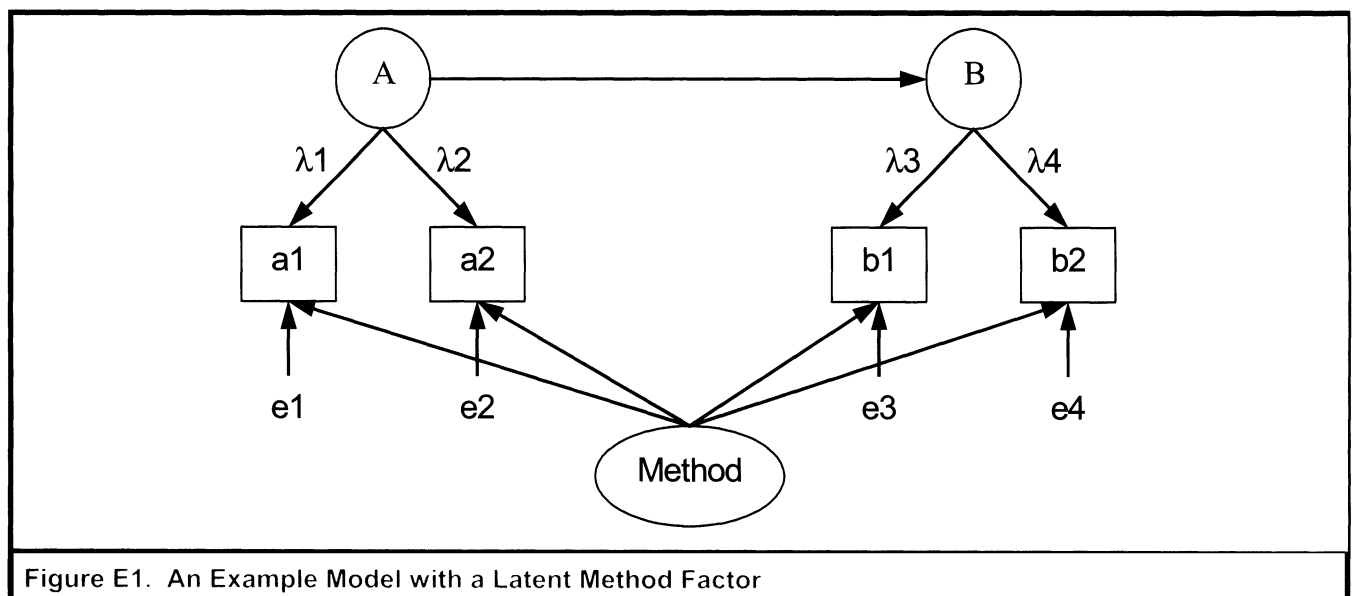 A B
λ1 λ2 λ3 λ4
a1 a2 b1 b2
e1 e2 e3 e4
Method
Figure E1. An Example Model with a Latent Method Factor